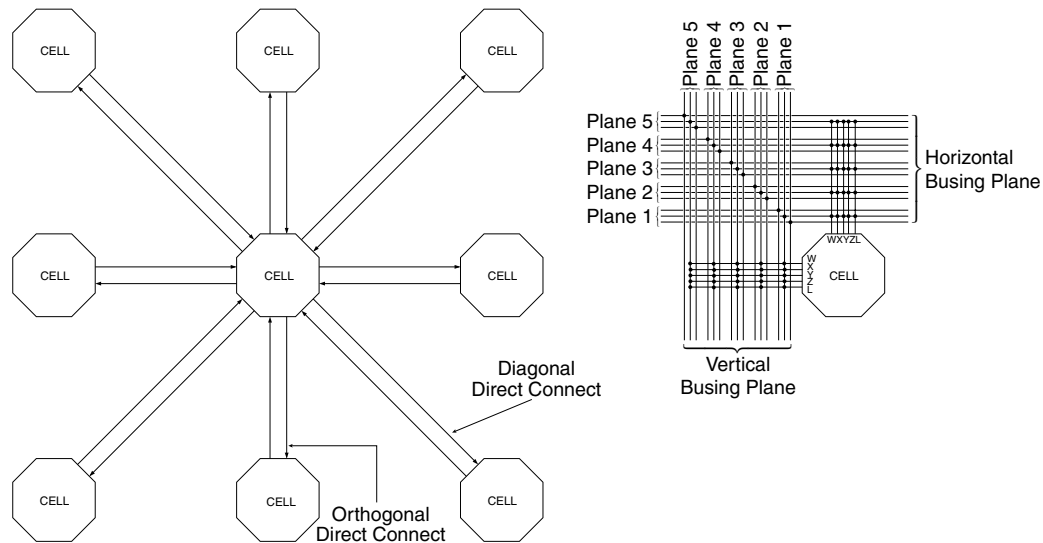 CELL
CELL
CELL
CELL
CELL
CELL
CELL
CELL
CELL
Diagonal
Direct Connect
Orthogonal
Direct Connect
Plane 5
Plane 4
Plane 3
Plane 2
Plane 1
Plane 5
Plane 4
Plane 3
Plane 2
Plane 1
Horizontal
Busing Plane
WXYZL
W
X
Y
Z
L
CELL
Vertical
Busing Plane